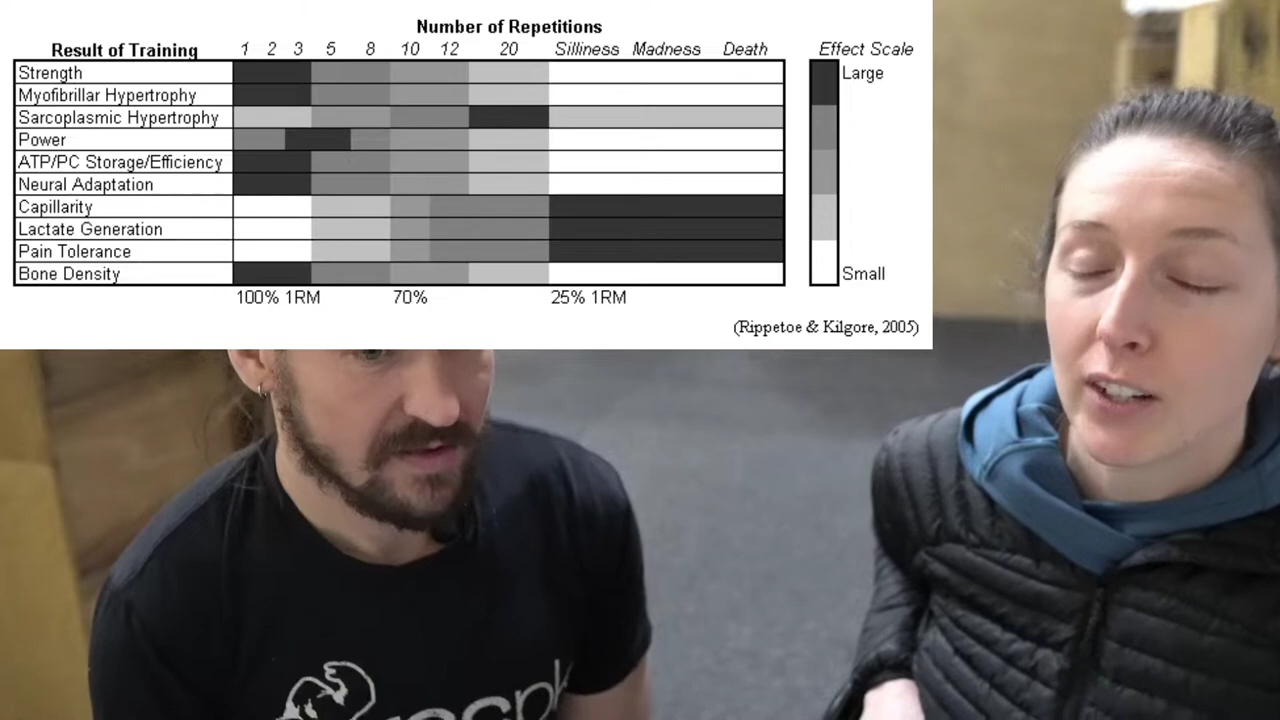 Number of Repetitions
Result of Training 1 2 3 5 8 10 12 20 Silliness Madness Death Effect Scale
Strength Large
Myofibrillar Hypertrophy
Sarcoplasmic Hypertrophy
Power
ATP/PC Storage/Efficiency
Neural Adaptation
Capillarity
Lactate Generation
Pain Tolerance
Bone Density Small
100% 1RM 70% 25% 1RM
(Rippetoe & Kilgore, 2005)